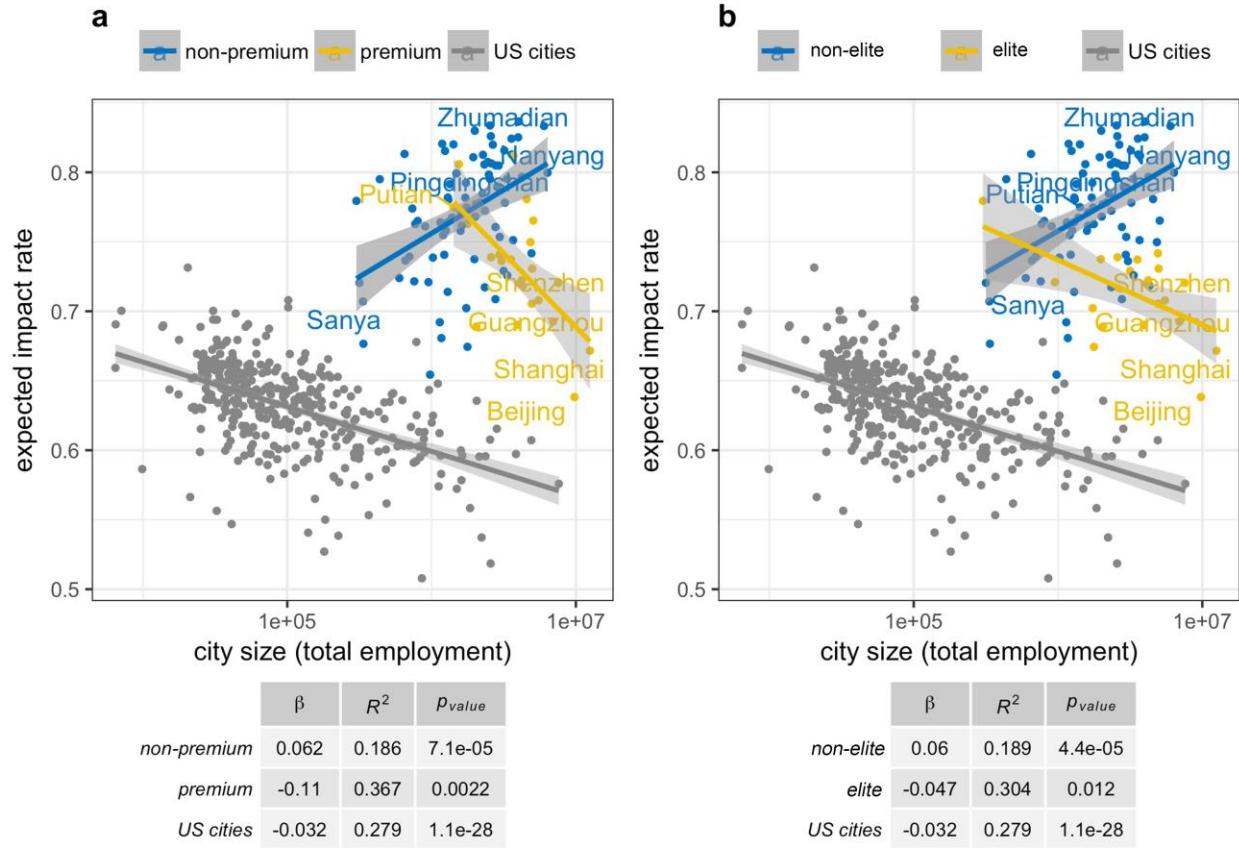 a
a non-premium a premium a US cities
expected impact rate
0.8
0.7
0.6
0.5
Zhumadian
Nanyang
Pingdingshan
Putian
Sanya
Shenzhen
Guangzhou
Shanghai
Beijing
1e+05 1e+07
city size (total employment)
β R² p_value
non-premium 0.062 0.186 7.1e-05
premium -0.11 0.367 0.0022
US cities -0.032 0.279 1.1e-28
b
a non-elite a elite a US cities
expected impact rate
0.8
0.7
0.6
0.5
Zhumadian
Nanyang
Pingdingshan
Putian
Sanya
Shenzhen
Guangzhou
Shanghai
Beijing
1e+05 1e+07
city size (total employment)
β R² p_value
non-elite 0.06 0.189 4.4e-05
elite -0.047 0.304 0.012
US cities -0.032 0.279 1.1e-28